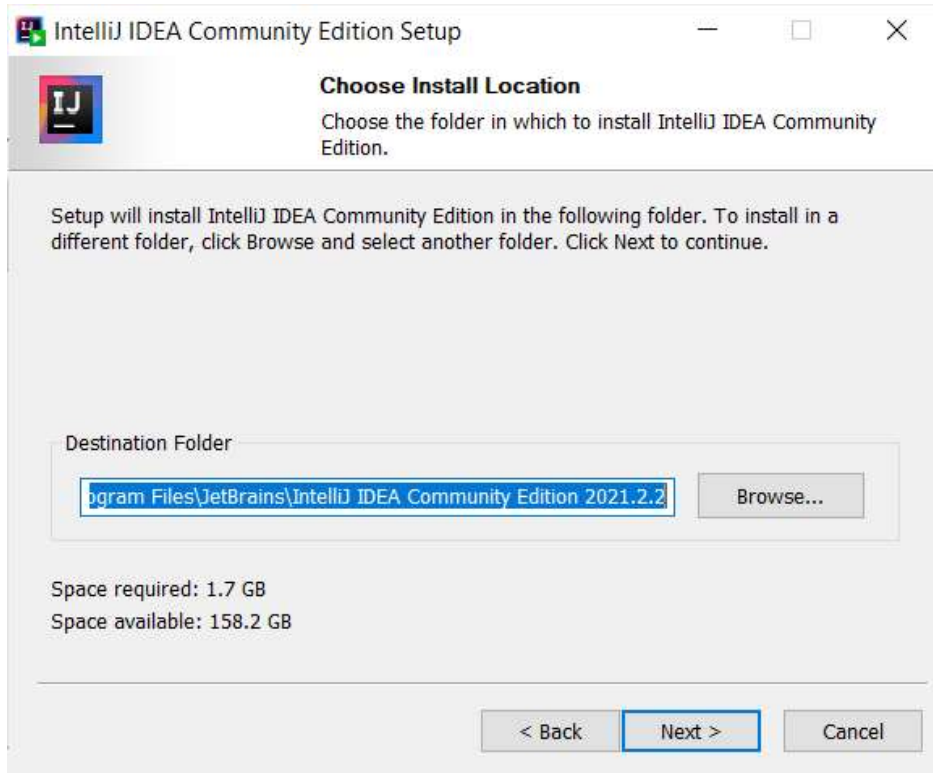 IntelliJ IDEA Community Edition Setup
IJ
Choose Install Location
Choose the folder in which to install IntelliJ IDEA Community
Edition.
Setup will install IntelliJ IDEA Community Edition in the following folder. To install in a
different folder, click Browse and select another folder. Click Next to continue.
Destination Folder
ogram Files\JetBrains\IntelliJ IDEA Community Edition 2021.2.2
Browse...
Space required: 1.7 GB
Space available: 158.2 GB
< Back Next > Cancel